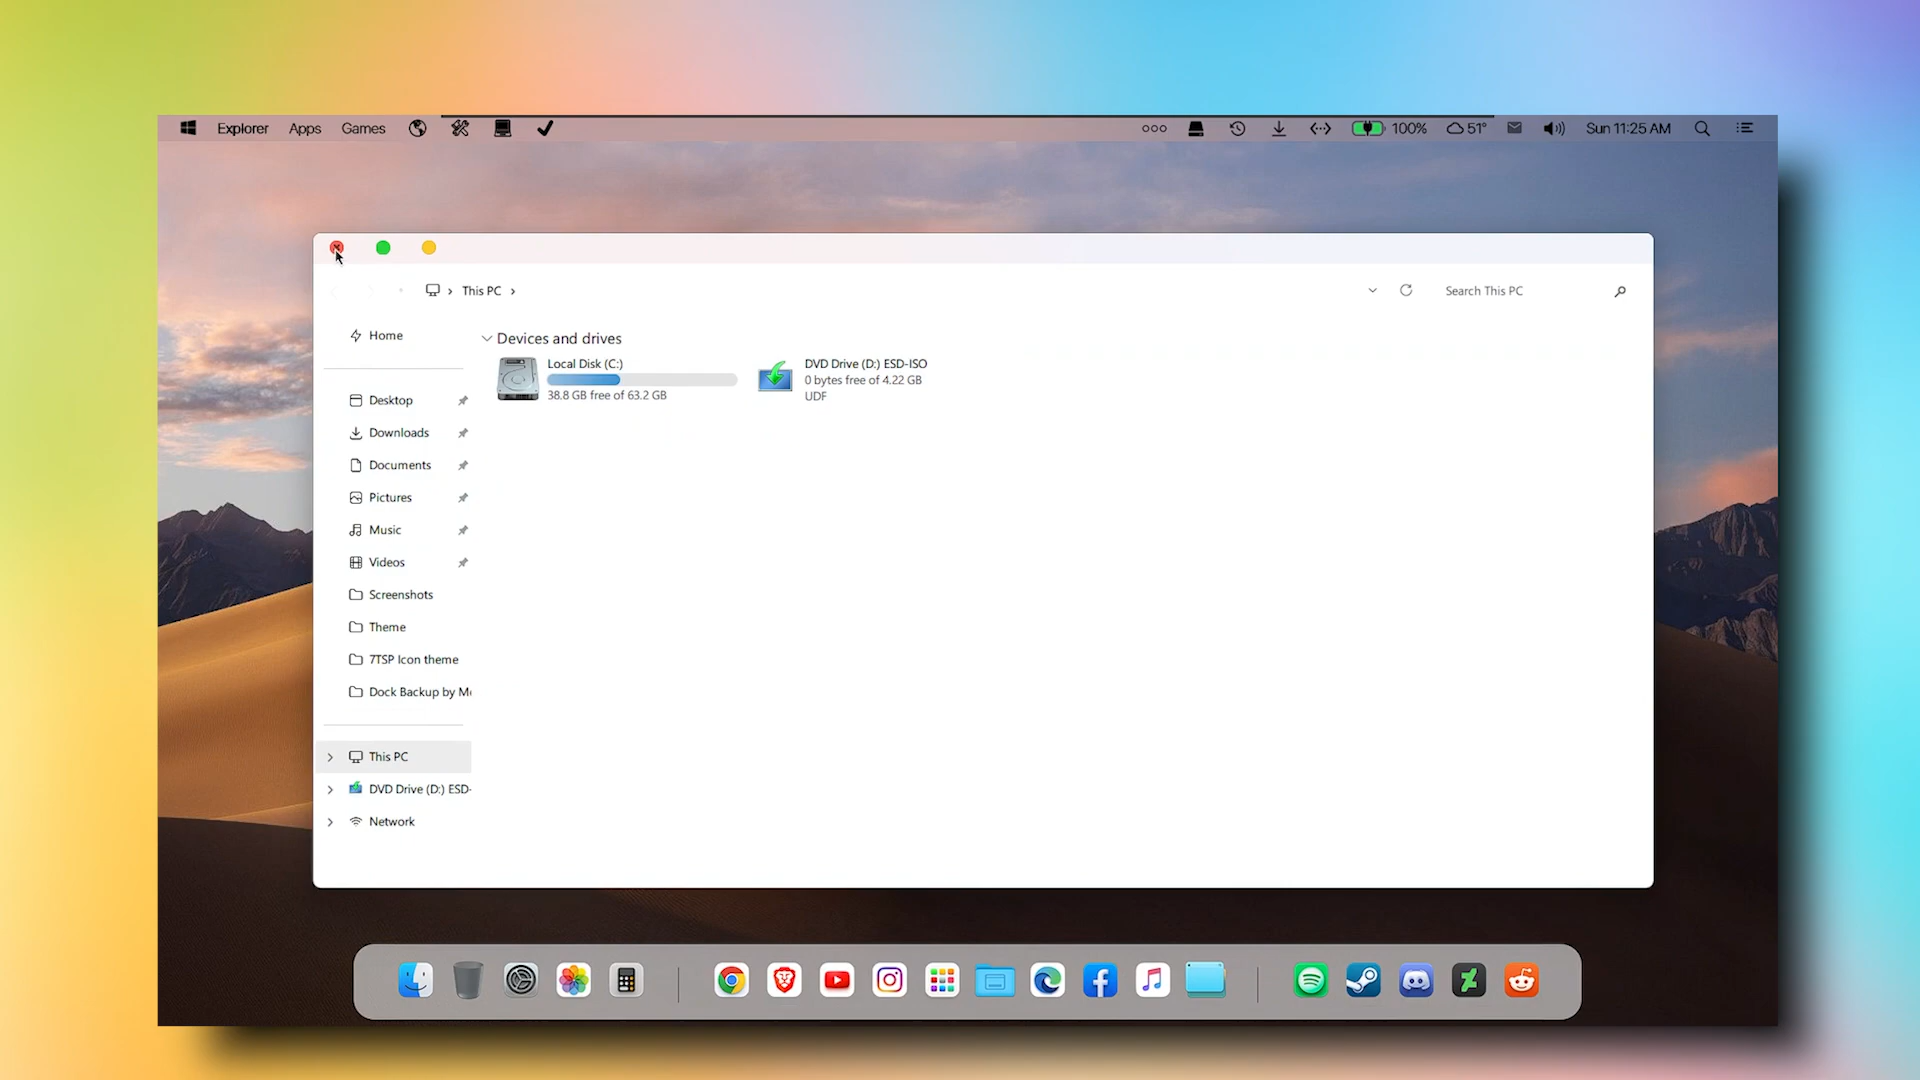 Explorer Apps Games 100% 51° Sun 11:25 AM
This PC Search This PC
Home
Devices and drives
Local Disk (C:)
38.8 GB free of 63.2 GB
DVD Drive (D:) ESD-ISO
0 bytes free of 4.22 GB
UDF
Desktop
Downloads
Documents
Pictures
Music
Videos
Screenshots
Theme
7TSP Icon theme
Dock Backup by M
This PC
DVD Drive (D:) ESD-
Network